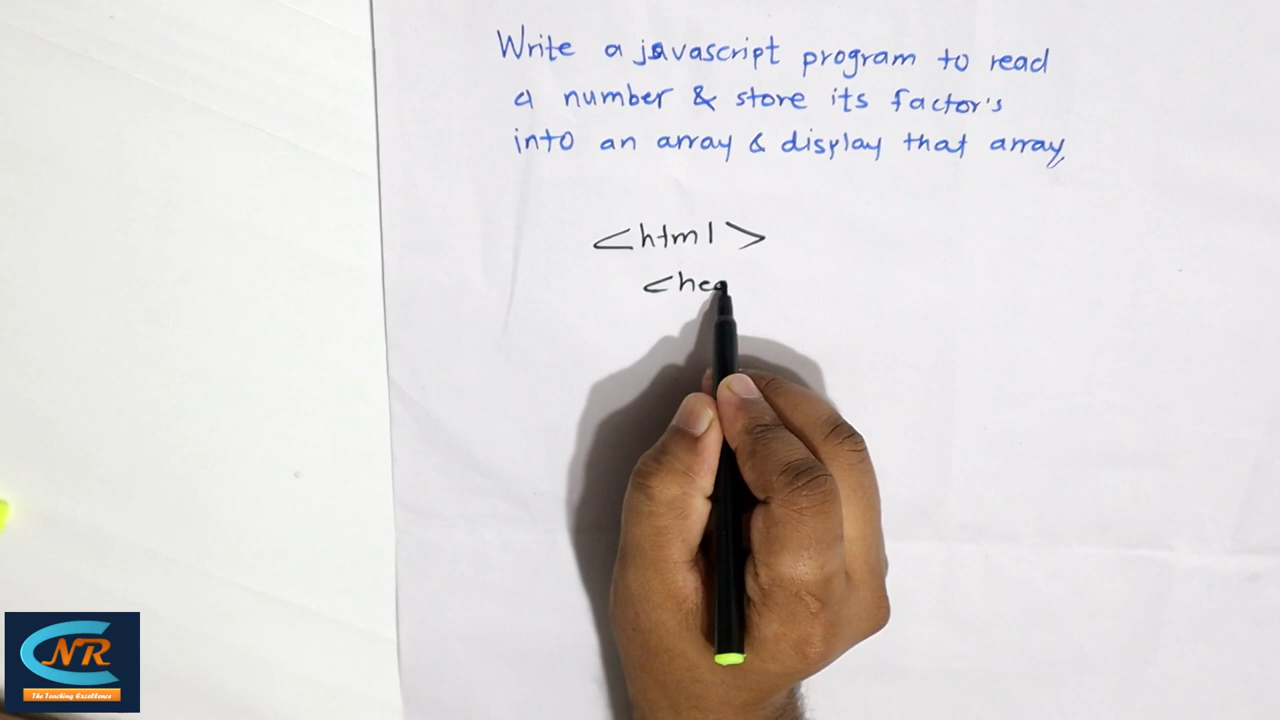 Write a javascript program to read
a number & store its factor's
into an array & display that array
<html>
<hea
NR
The Teaching Excellence